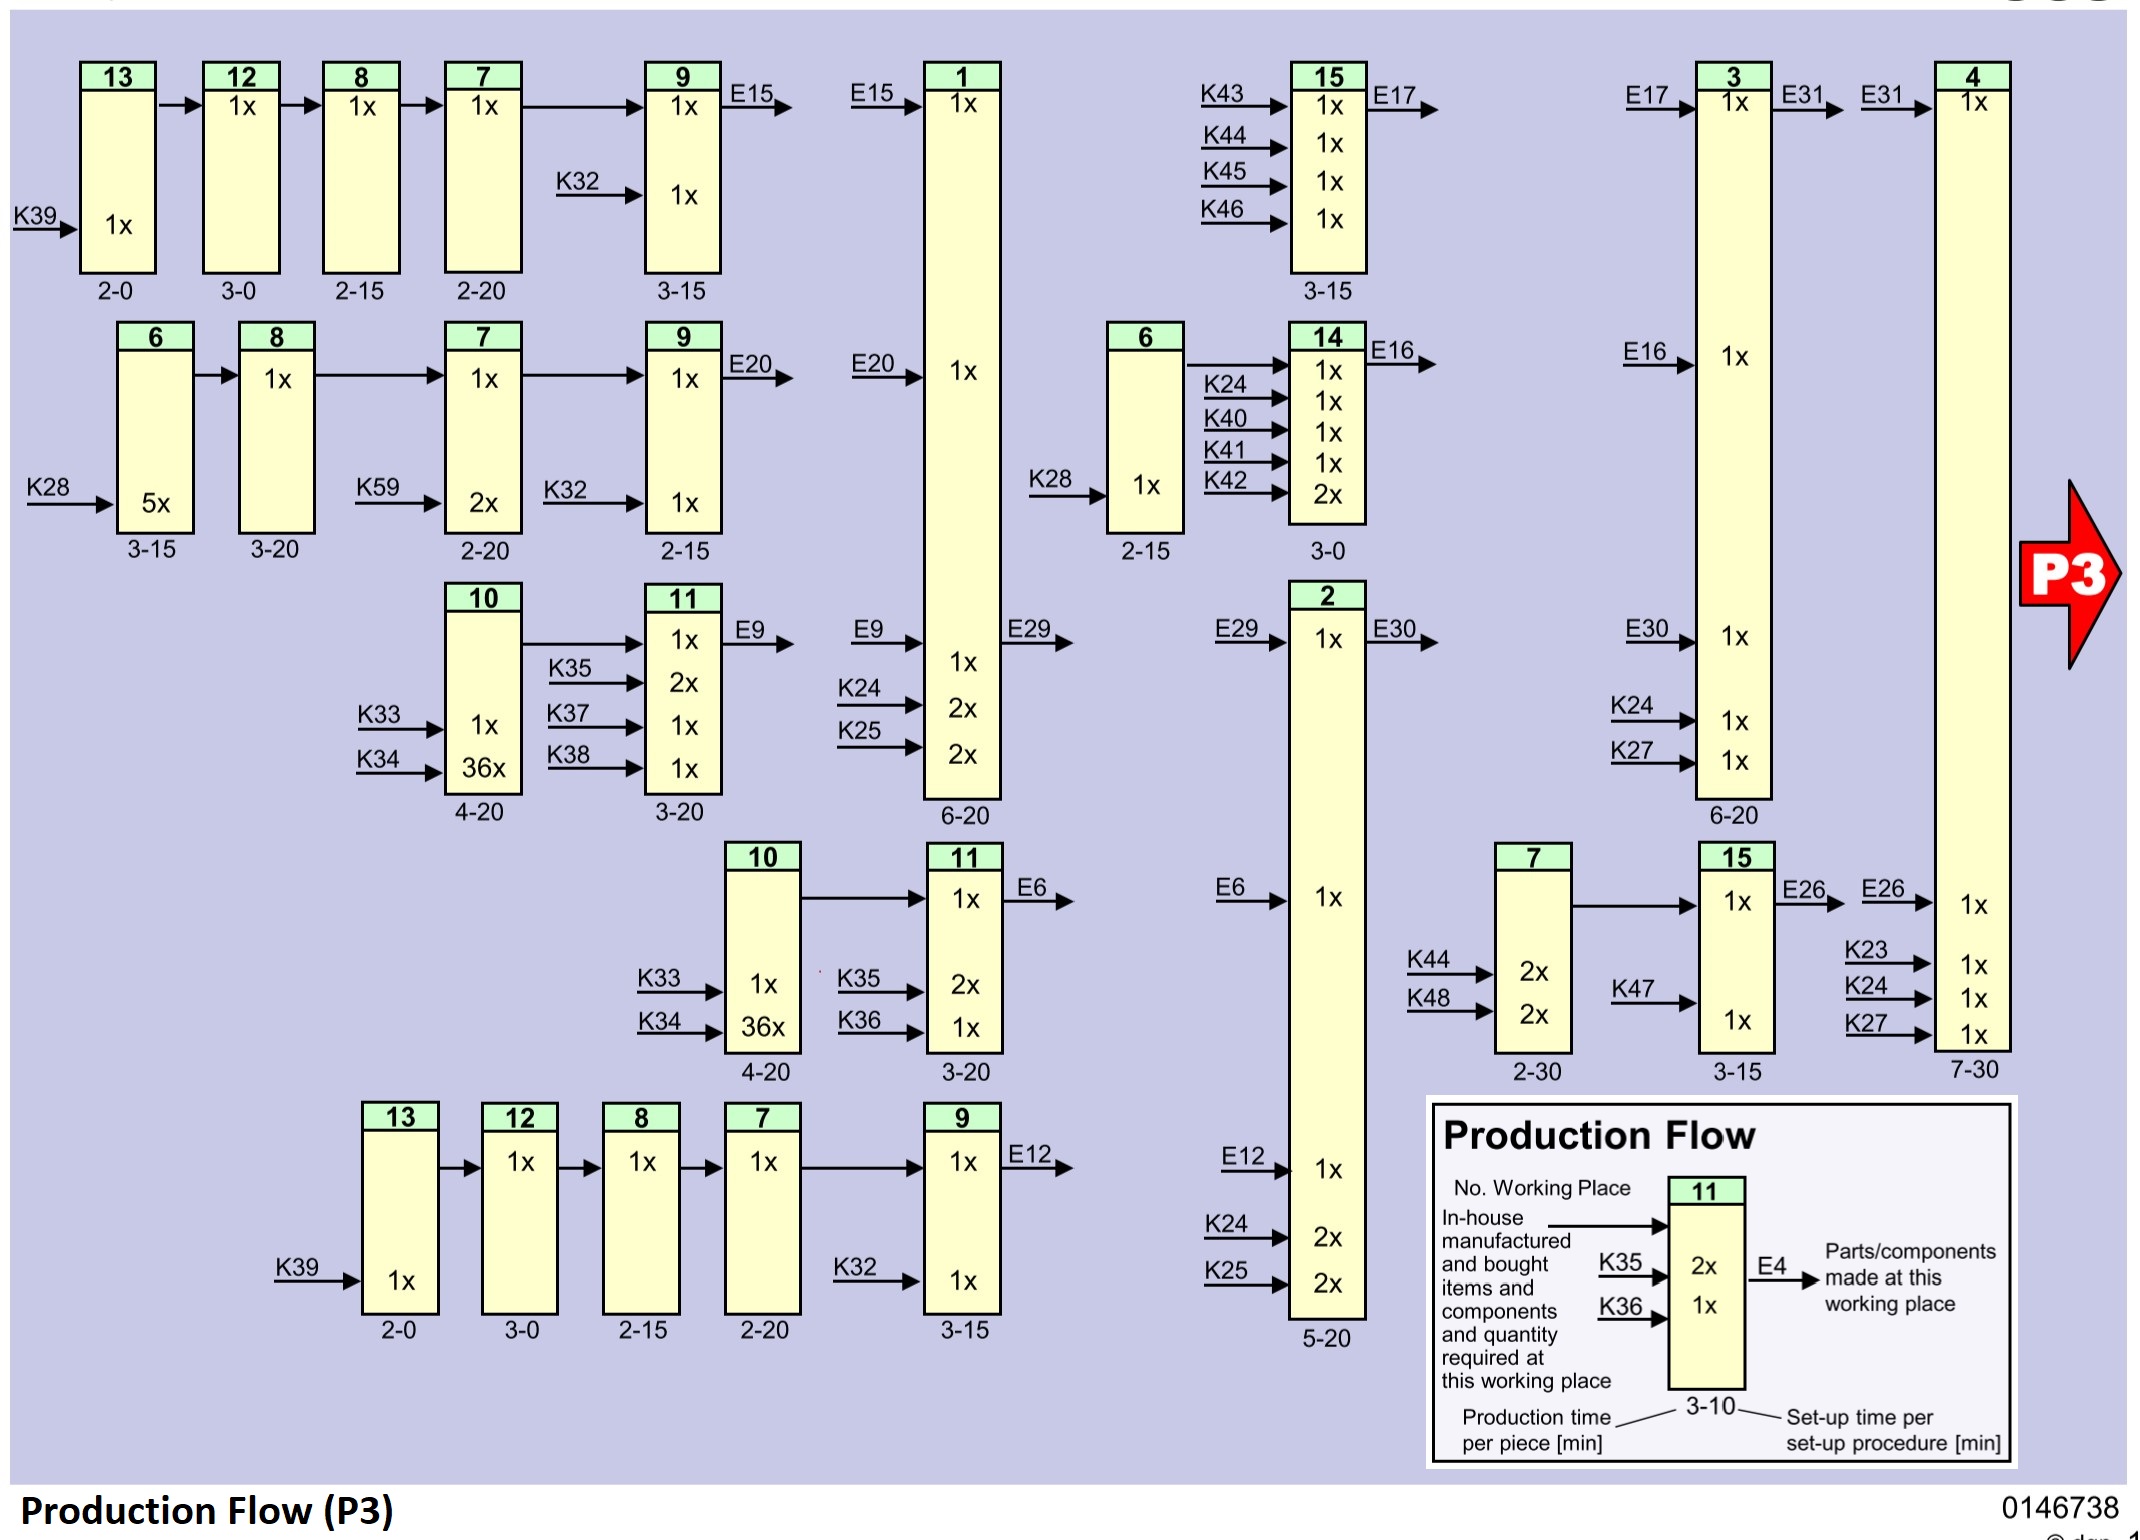 13 12 8 7 9 1 15 3 4
E15 E15 K43 E17 E17 E31 E31
1x 1x 1x 1x 1x 1x 1x 1x
K44 1x
K32 1x K45 1x
K39 1x K46 1x
2-0 3-0 2-15 2-20 3-15 3-15
6 8 7 9 6 14
1x 1x 1x E20 E20 1x 1x E16 E16 1x
K24 1x
K40 1x
K41 1x
K28 5x K59 2x K32 1x K28 1x K42 2x
3-15 3-20 2-20 2-15 2-15 3-0
P3
10 11 2
1x E9 E9 1x E29 E29 1x E30 E30 1x
K35 2x K24 2x
K33 1x K37 1x K25 2x K24 1x
K34 36x K38 1x K27 1x
4-20 3-20 6-20 6-20
10 11 7 15
1x E6 E6 1x 1x E26 E26 1x
K33 1x K35 2x K44 2x K23 1x
K34 36x K36 1x K48 2x K47 1x K24 1x
K27 1x
4-20 3-20 2-30 3-15 7-30
13 12 8 7 9
1x 1x 1x 1x E12 E12 1x
K24 2x
K39 1x K32 1x K25 2x
2-0 3-0 2-15 2-20 3-15 5-20
Production Flow
No. Working Place 11
In-house
manufactured
and bought
items and
components
and quantity
required at
this working place
K35 2x
K36 1x
E4
Parts/components
made at this
working place
3-10
Production time
per piece [min]
Set-up time per
set-up procedure [min]
Production Flow (P3)
0146738